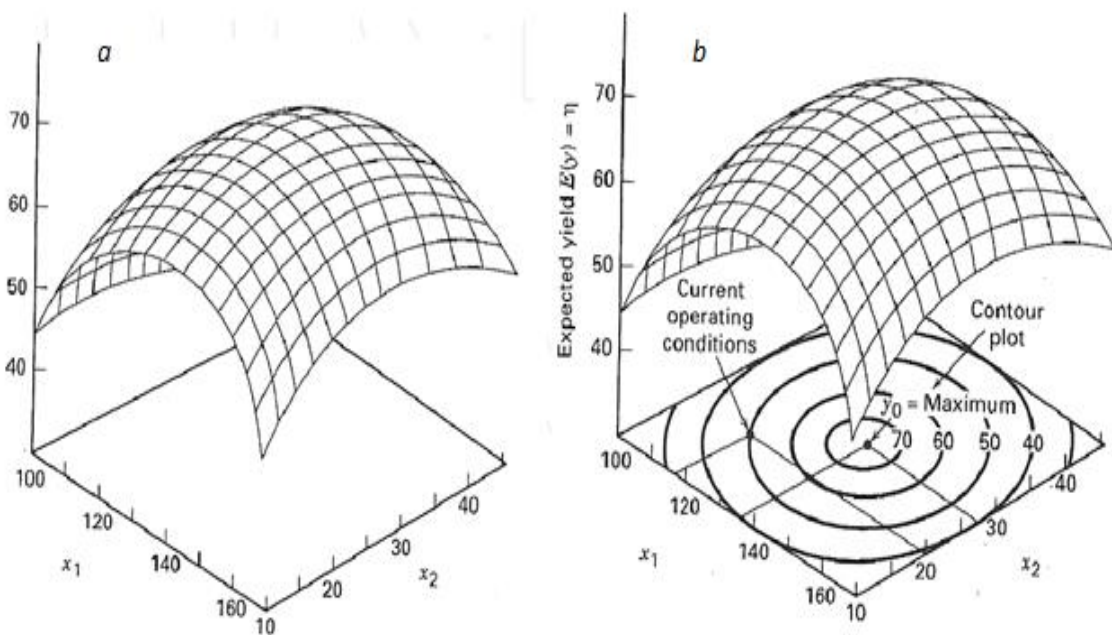 a
70
60
50
40
100
120
140
160
x1
10
20
30
40
x2
b
Expected yield E(y) = η
70
60
50
40
Current
operating
conditions
Contour
plot
y0 = Maximum
70 60 50 40
100
120
140
160
x1
10
20
30
40
x2